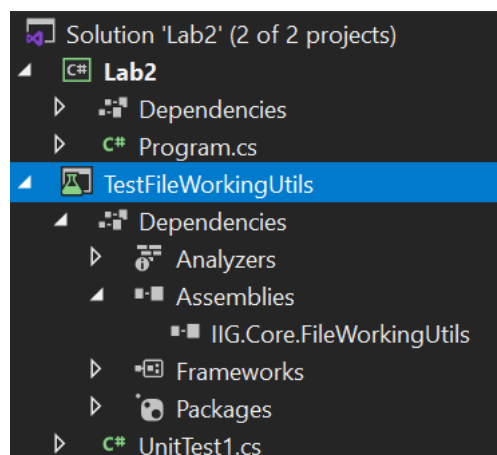 Solution 'Lab2' (2 of 2 projects)
C# Lab2
Dependencies
C# Program.cs
TestFileWorkingUtils
Dependencies
Analyzers
Assemblies
IIG.Core.FileWorkingUtils
Frameworks
Packages
C# UnitTest1.cs